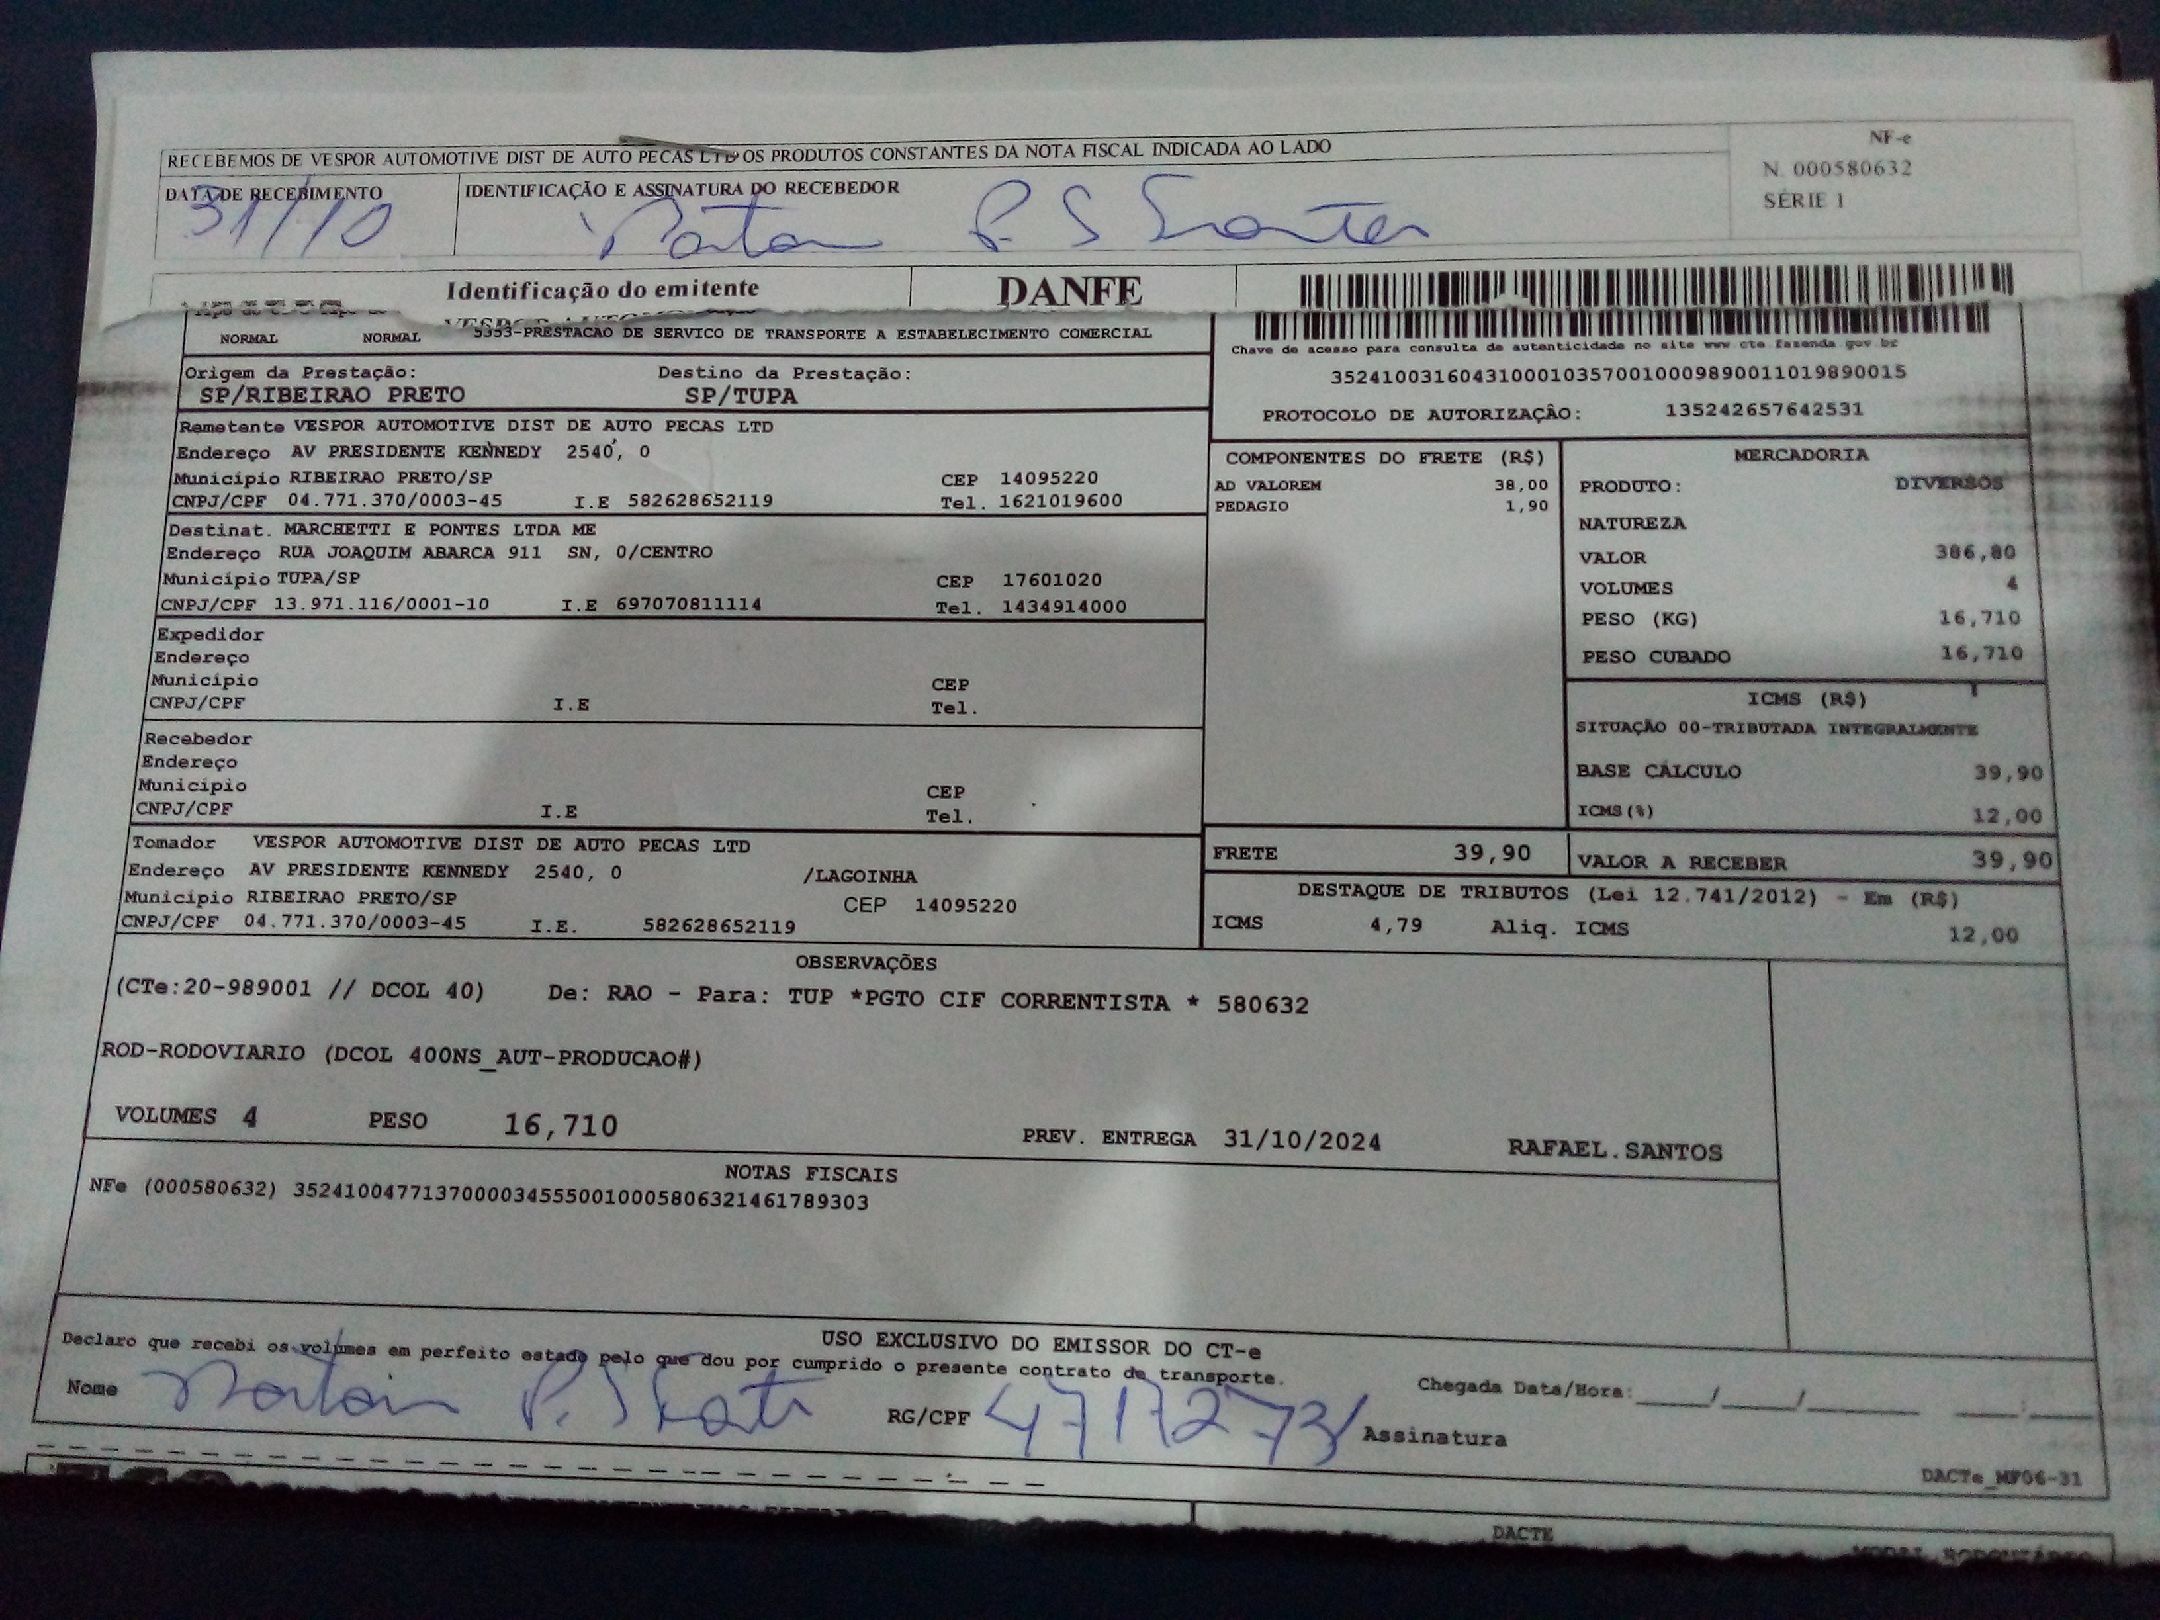 RECEBEMOS DE VESPOR AUTOMOTIVE DIST DE AUTO PECAS LTD OS PRODUTOS CONSTANTES DA NOTA FISCAL INDICADA AO LADO
NF-e
N. 000580632
SÉRIE 1
DATA DE RECEBIMENTO
IDENTIFICAÇÃO E ASSINATURA DO RECEBEDOR
31/10
Identificação do emitente
DANFE
NORMAL NORMAL 5353-PRESTACAO DE SERVICO DE TRANSPORTE A ESTABELECIMENTO COMERCIAL
Chave de acesso para consulta de autenticidade no site www.cte.fazenda.gov.br
35241003160431000103570010009890011019890015
PROTOCOLO DE AUTORIZAÇÃO: 135242657642531
Origem da Prestação: Destino da Prestação:
SP/RIBEIRAO PRETO SP/TUPA
Remetente VESPOR AUTOMOTIVE DIST DE AUTO PECAS LTD
Endereço AV PRESIDENTE KENNEDY 2540, 0
Município RIBEIRAO PRETO/SP CEP 14095220
CNPJ/CPF 04.771.370/0003-45 I.E 582628652119 Tel. 1621019600
Destinat. MARCHETTI E PONTES LTDA ME
Endereço RUA JOAQUIM ABARCA 911 SN, 0/CENTRO
Município TUPA/SP CEP 17601020
CNPJ/CPF 13.971.116/0001-10 I.E 697070811114 Tel. 1434914000
Expedidor
Endereço
Município CEP
CNPJ/CPF I.E Tel.
Recebedor
Endereço
Município CEP
CNPJ/CPF I.E Tel.
Tomador VESPOR AUTOMOTIVE DIST DE AUTO PECAS LTD
Endereço AV PRESIDENTE KENNEDY 2540, 0 /LAGOINHA
Município RIBEIRAO PRETO/SP CEP 14095220
CNPJ/CPF 04.771.370/0003-45 I.E. 582628652119
COMPONENTES DO FRETE (R$)
AD VALOREM 38,00
PEDAGIO 1,90
MERCADORIA
PRODUTO: DIVERSOS
NATUREZA
VALOR 386,80
VOLUMES 4
PESO (KG) 16,710
PESO CUBADO 16,710
ICMS (R$)
SITUAÇÃO 00-TRIBUTADA INTEGRALMENTE
BASE CÁLCULO 39,90
ICMS(%) 12,00
FRETE 39,90 VALOR A RECEBER 39,90
DESTAQUE DE TRIBUTOS (Lei 12.741/2012) - Em (R$)
ICMS 4,79 Aliq. ICMS 12,00
OBSERVAÇÕES
(CTe:20-989001 // DCOL 40) De: RAO - Para: TUP *PGTO CIF CORRENTISTA * 580632
ROD-RODOVIARIO (DCOL 400NS_AUT-PRODUCAO#)
VOLUMES 4 PESO 16,710 PREV. ENTREGA 31/10/2024 RAFAEL.SANTOS
NOTAS FISCAIS
NFe (000580632) 35241004771370000345550010005806321461789303
USO EXCLUSIVO DO EMISSOR DO CT-e
Declaro que recebi os volumes em perfeito estado pelo que dou por cumprido o presente contrato de transporte.
Chegada Data/Hora: / / :
Nome RG/CPF Assinatura
DACTe_MF06-31
DACTE